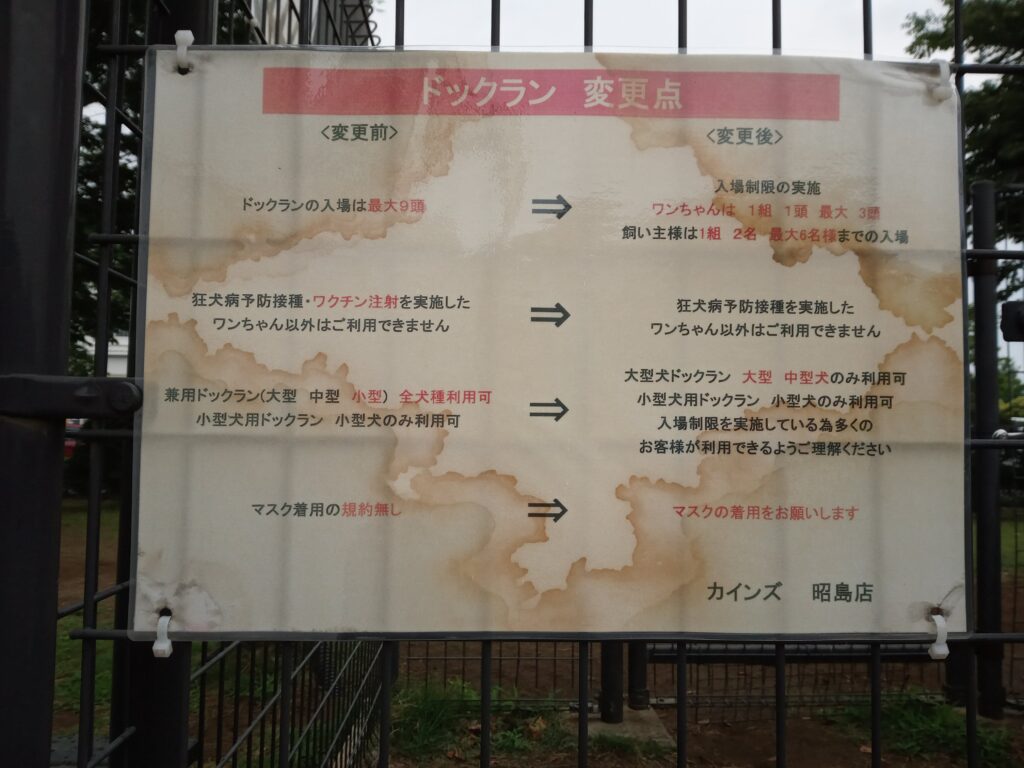 ドックラン 変更点
<変更前>
<変更後>
ドックランの入場は最大9頭
⇒
入場制限の実施
ワンちゃんは 1組 1頭 最大 3頭
飼い主様は1組 2名 最大6名様までの入場
狂犬病予防接種・ワクチン注射を実施した
ワンちゃん以外はご利用できません
⇒
狂犬病予防接種を実施した
ワンちゃん以外はご利用できません
兼用ドックラン(大型 中型 小型) 全犬種利用可
小型犬用ドックラン 小型犬のみ利用可
⇒
大型犬ドックラン 大型 中型犬のみ利用可
小型犬用ドックラン 小型犬のみ利用可
入場制限を実施している為多くの
お客様が利用できるようご理解ください
マスク着用の規約無し
⇒
マスクの着用をお願いします
カインズ 昭島店